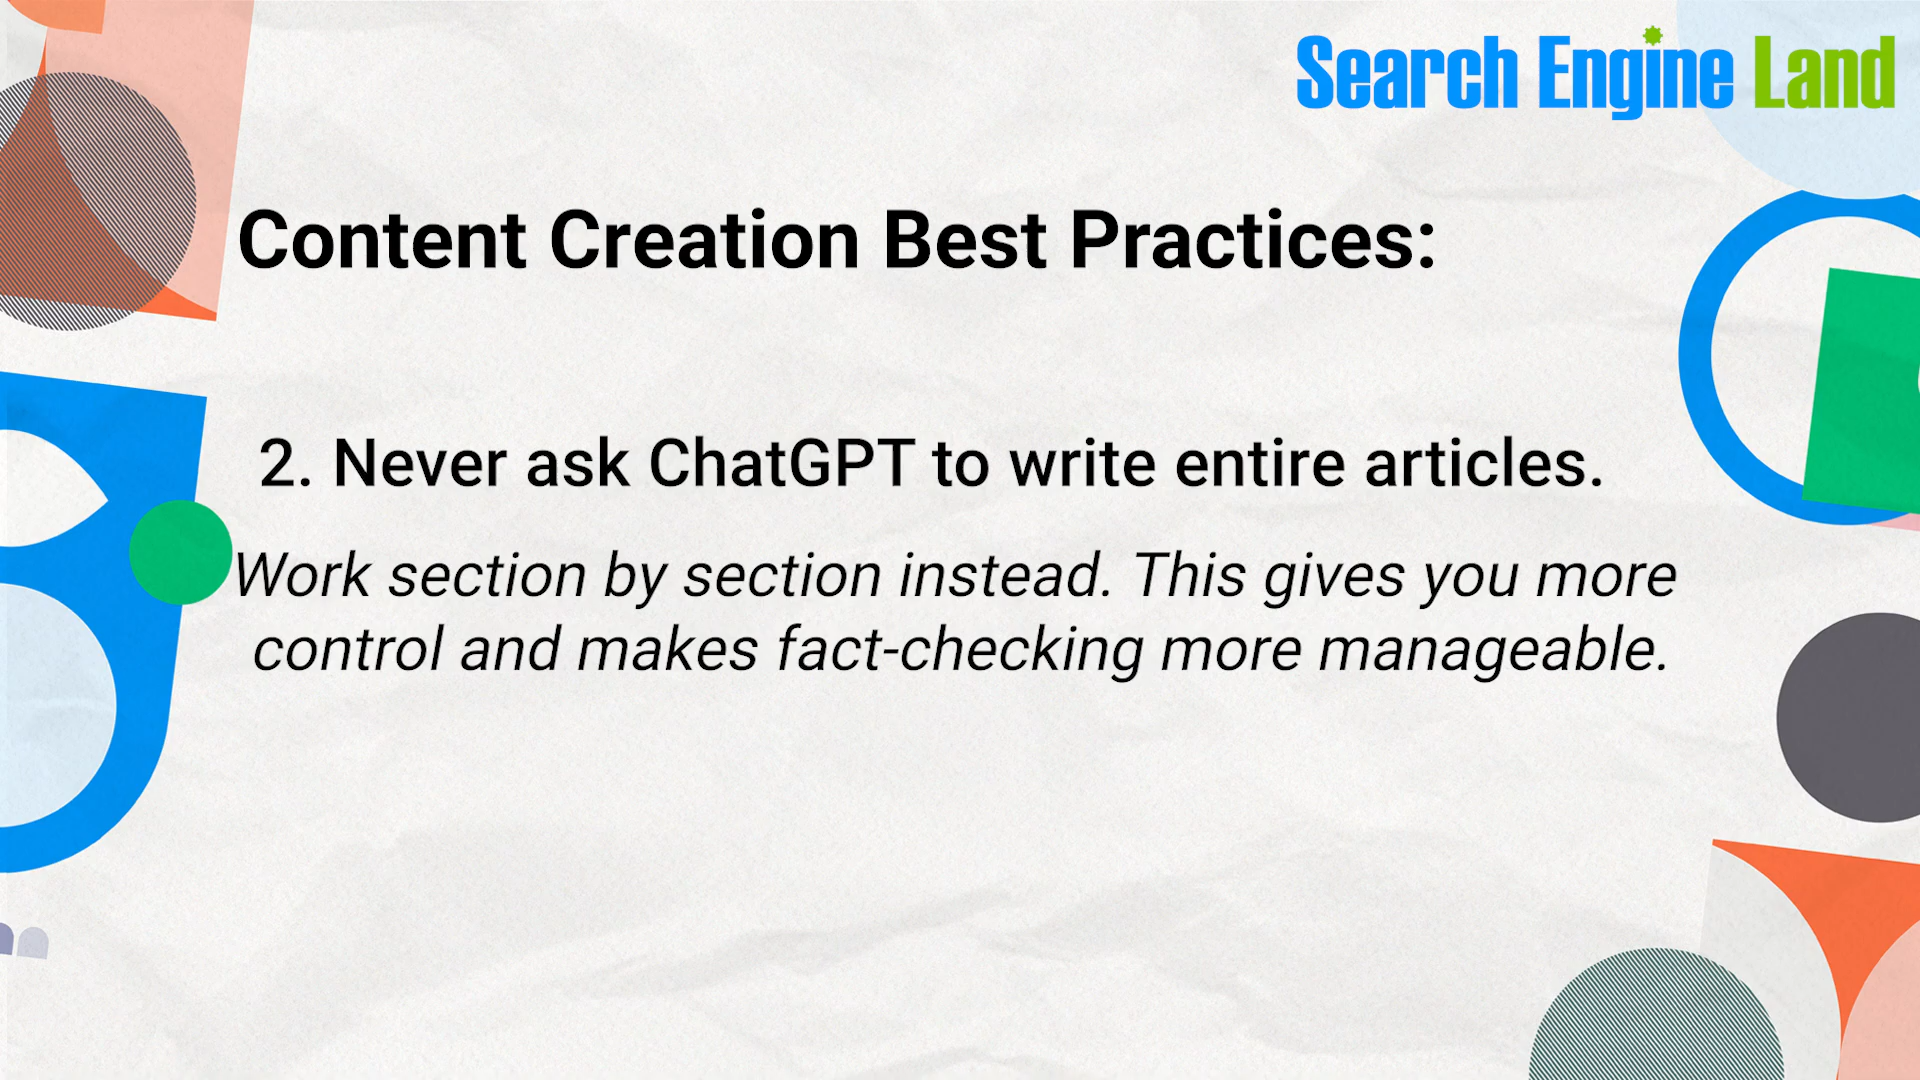 Search Engine Land
Content Creation Best Practices:
2. Never ask ChatGPT to write entire articles.
Work section by section instead. This gives you more
control and makes fact-checking more manageable.